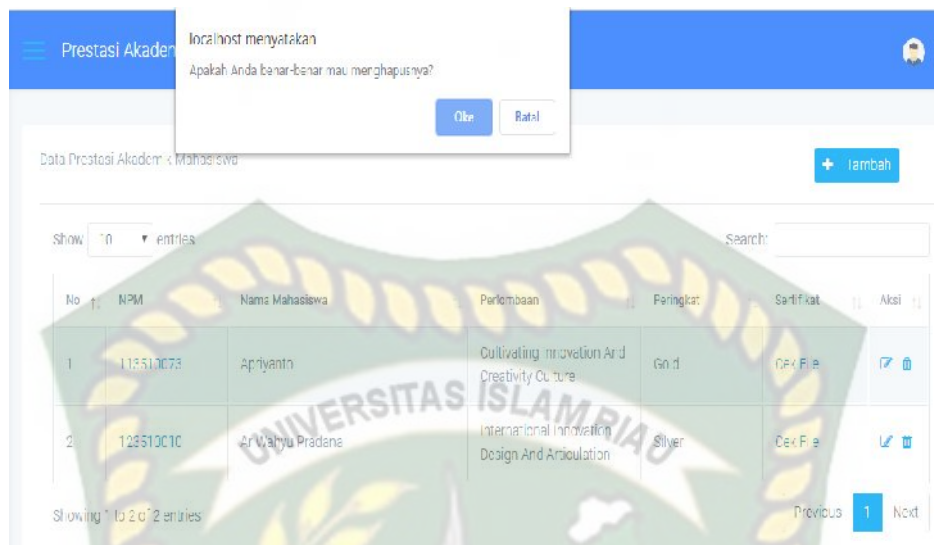 Prestasi Akadem
localhost menyatakan
Apakah Anda benar-benar mau menghapusnya?
Oke Batal
Data Prestasi Akademik Mahasiswa
+ Tambah
Show 10 entries
Search:
No NPM Nama Mahasiswa Perlombaan Peringkat Sertifikat Aksi
1 113510073 Apriyanto Cultivating Innovation And Creativity Culture Gold Cek File
2 123510010 Ar Wahyu Pradana International Innovation Design And Articulation Silver Cek File
UNIVERSITAS ISLAM RIAU
Showing 1 to 2 of 2 entries
Previous 1 Next